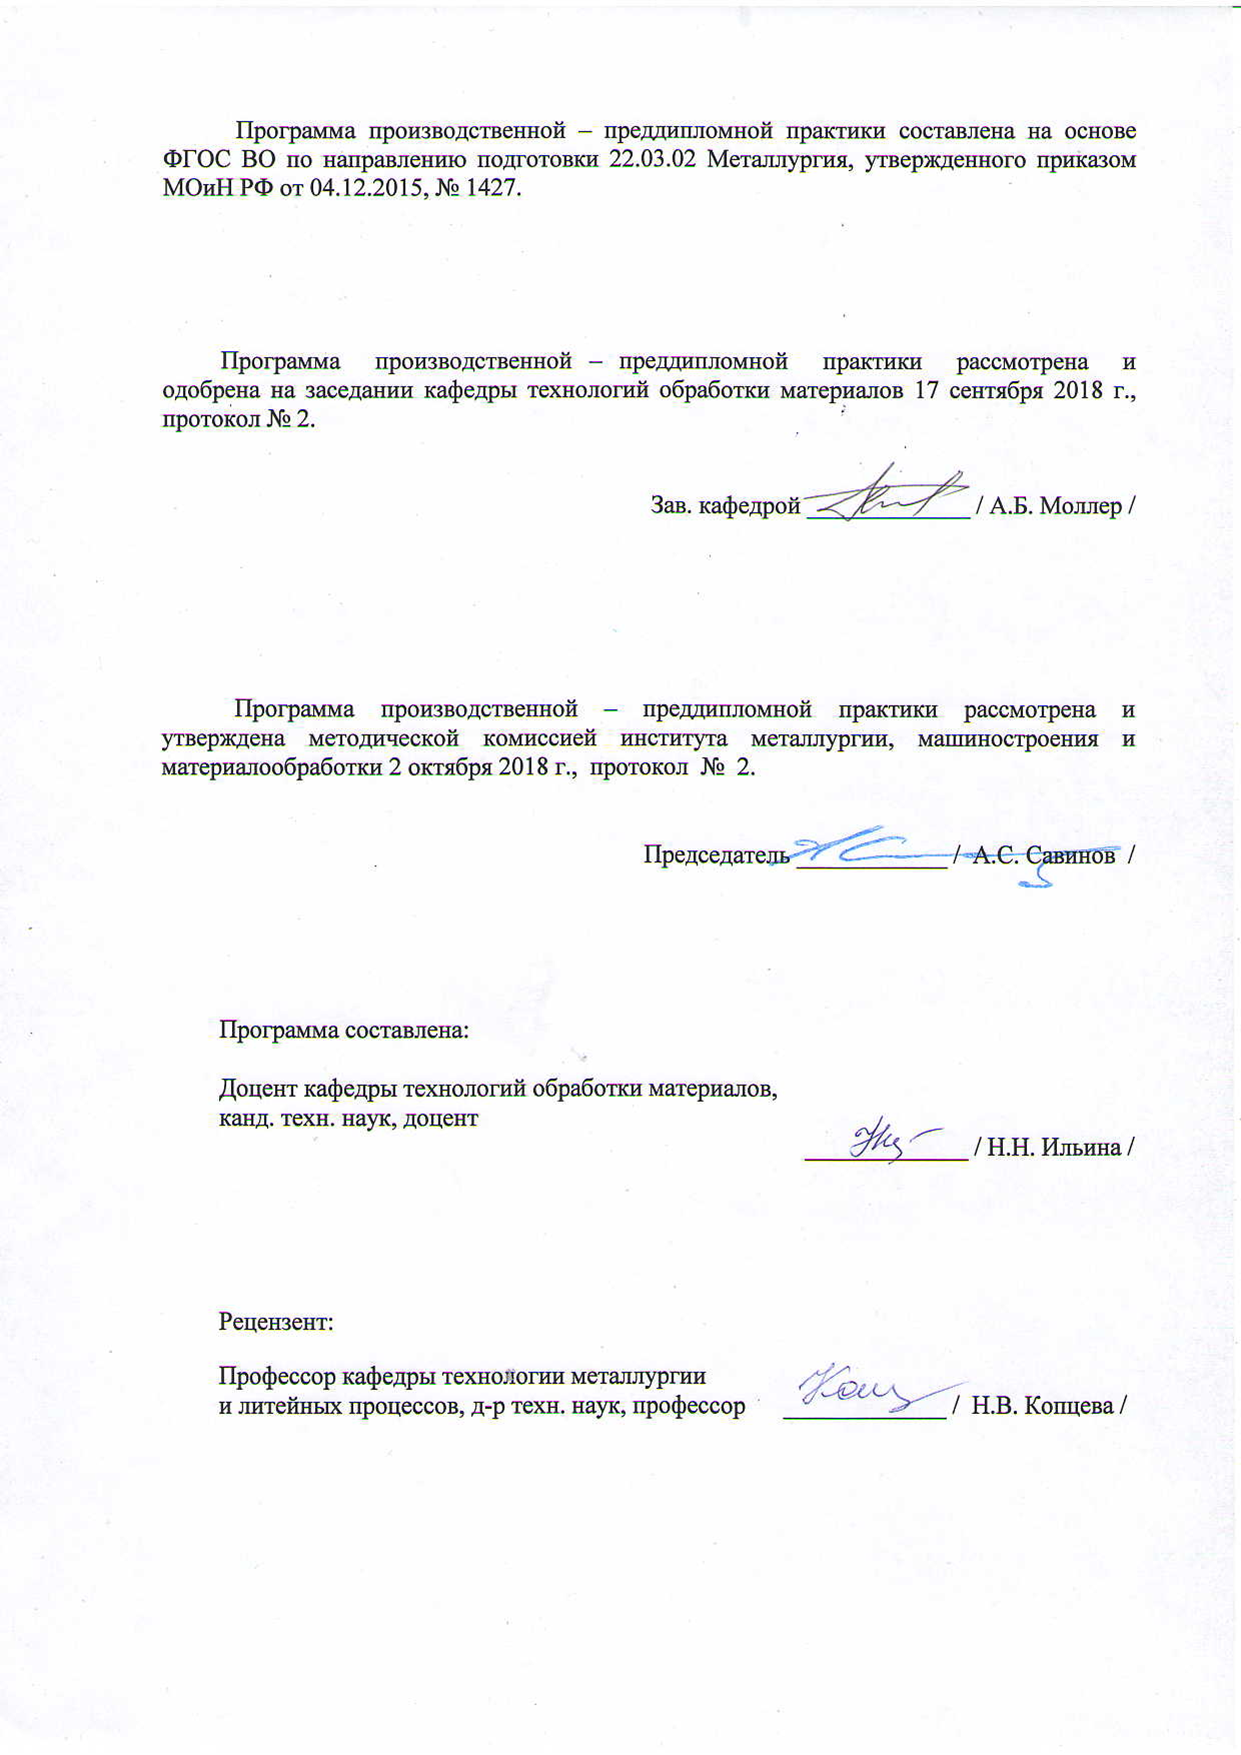 Программа производственной – преддипломной практики составлена на основе
ФГОС ВО по направлению подготовки 22.03.02 Металлургия, утвержденного приказом
МОиН РФ от 04.12.2015, № 1427.
Программа производственной – преддипломной практики рассмотрена и
одобрена на заседании кафедры технологий обработки материалов 17 сентября 2018 г.,
протокол № 2.
Зав. кафедрой _____________ / А.Б. Моллер /
Программа производственной – преддипломной практики рассмотрена и
утверждена методической комиссией института металлургии, машиностроения и
материалообработки 2 октября 2018 г., протокол № 2.
Председатель ____________ / А.С. Савинов /
Программа составлена:
Доцент кафедры технологий обработки материалов,
канд. техн. наук, доцент
_____________ / Н.Н. Ильина /
Рецензент:
Профессор кафедры технологии металлургии
и литейных процессов, д-р техн. наук, профессор _____________ / Н.В. Копцева /